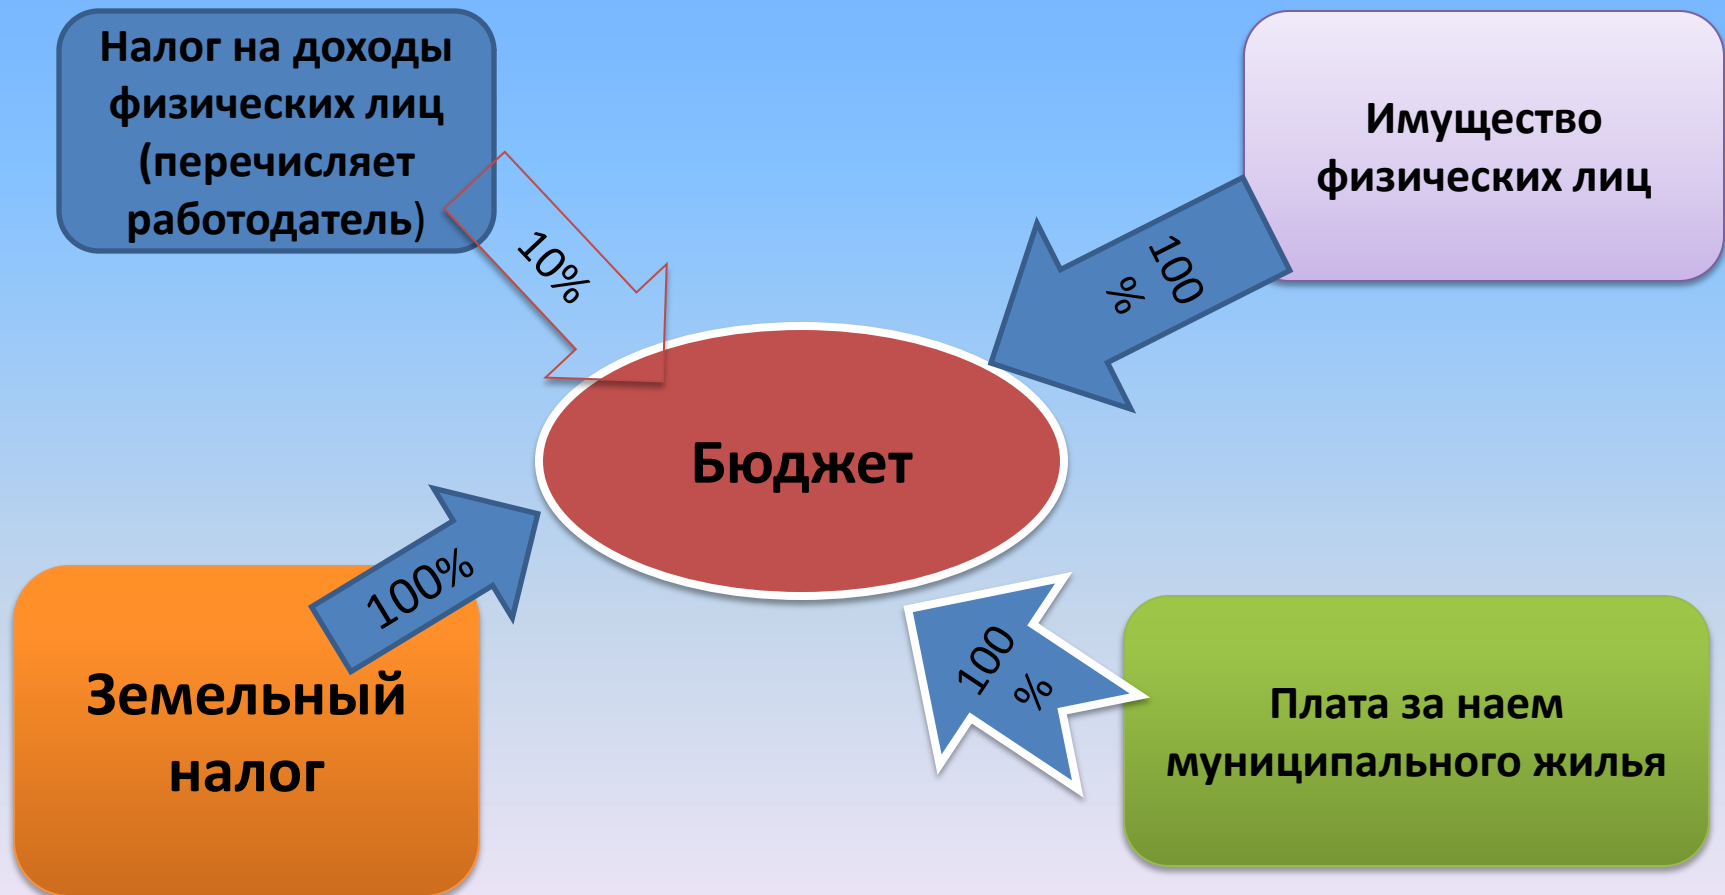 Налог на доходы
физических лиц
(перечисляет
работодатель)
10%
Имущество
физических лиц
100
%
Бюджет
100%
Земельный
налог
100
%
Плата за наем
муниципального жилья